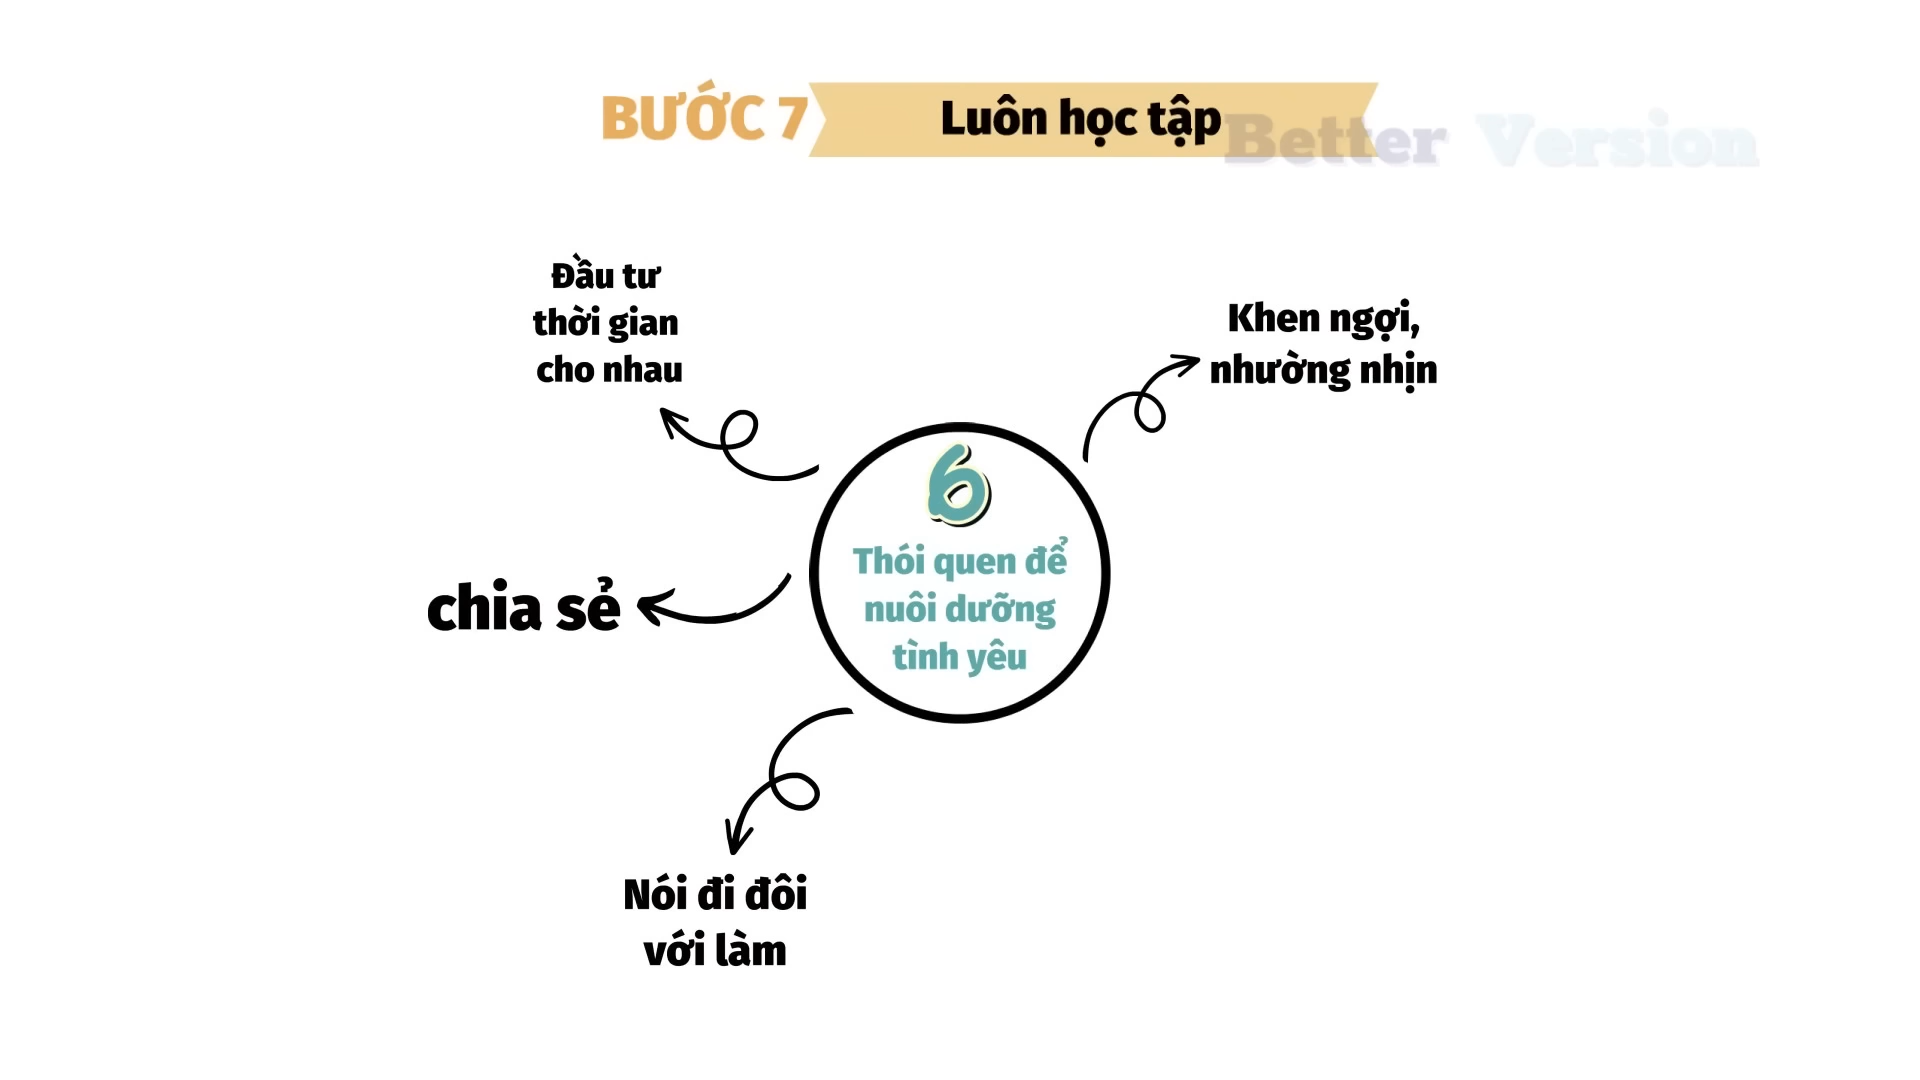 BƯỚC 7 Luôn học tập
Better Version
Đầu tư
thời gian
cho nhau
Khen ngợi,
nhường nhịn
6
Thói quen để
nuôi dưỡng
tình yêu
chia sẻ
Nói đi đôi
với làm